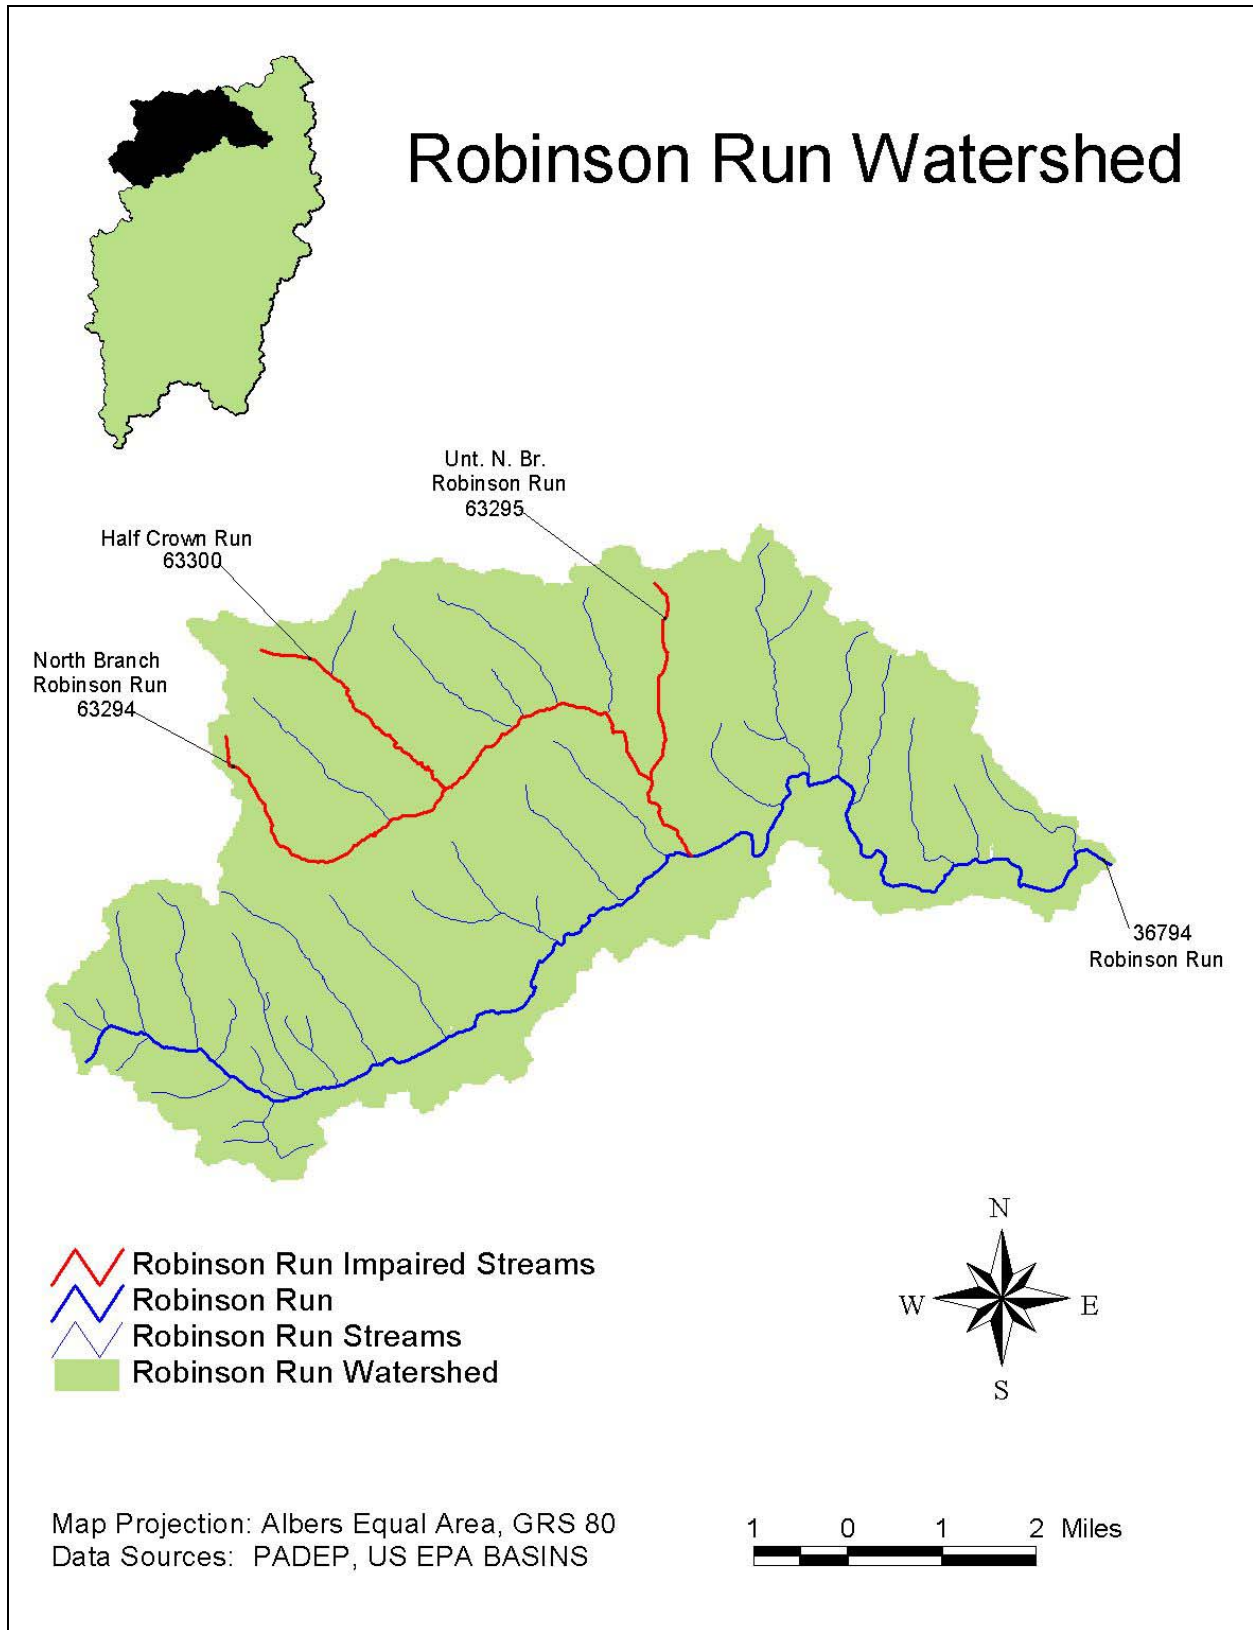 Robinson Run Watershed
Unt. N. Br.
Robinson Run
63295
Half Crown Run
63300
North Branch
Robinson Run
63294
36794
Robinson Run
Robinson Run Impaired Streams
Robinson Run
Robinson Run Streams
Robinson Run Watershed
N
W E
S
Map Projection: Albers Equal Area, GRS 80
Data Sources: PADEP, US EPA BASINS
1 0 1 2 Miles